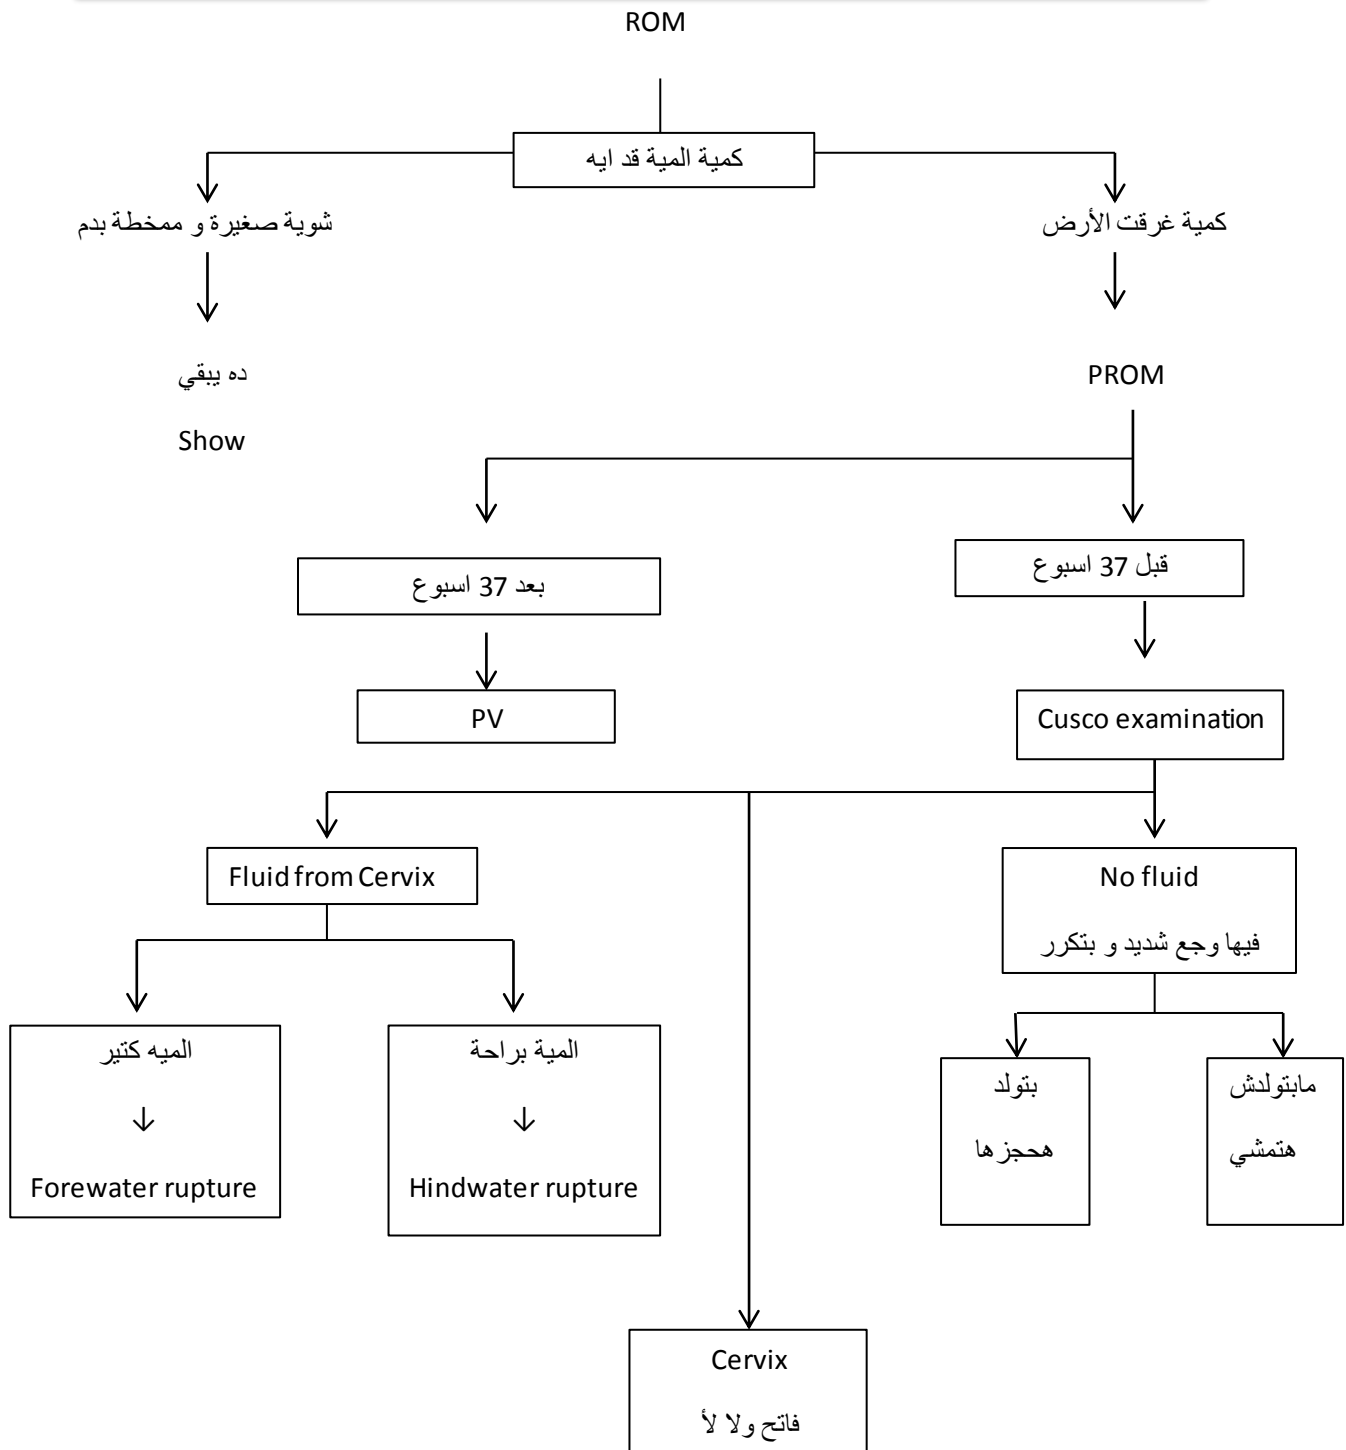 ROM
كمية المية قد ايه
شوية صغيرة و ممخطة بدم
كمية غرقت الأرض
ده يبقي
Show
PROM
بعد 37 اسبوع
قبل 37 اسبوع
PV
Cusco examination
Fluid from Cervix
No fluid
فيها وجع شديد و بتكرر
الميه كتير
↓
Forewater rupture
المية براحة
↓
Hindwater rupture
بتولد
هحجزها
مابتولدش
هتمشي
Cervix
فاتح ولا لأ